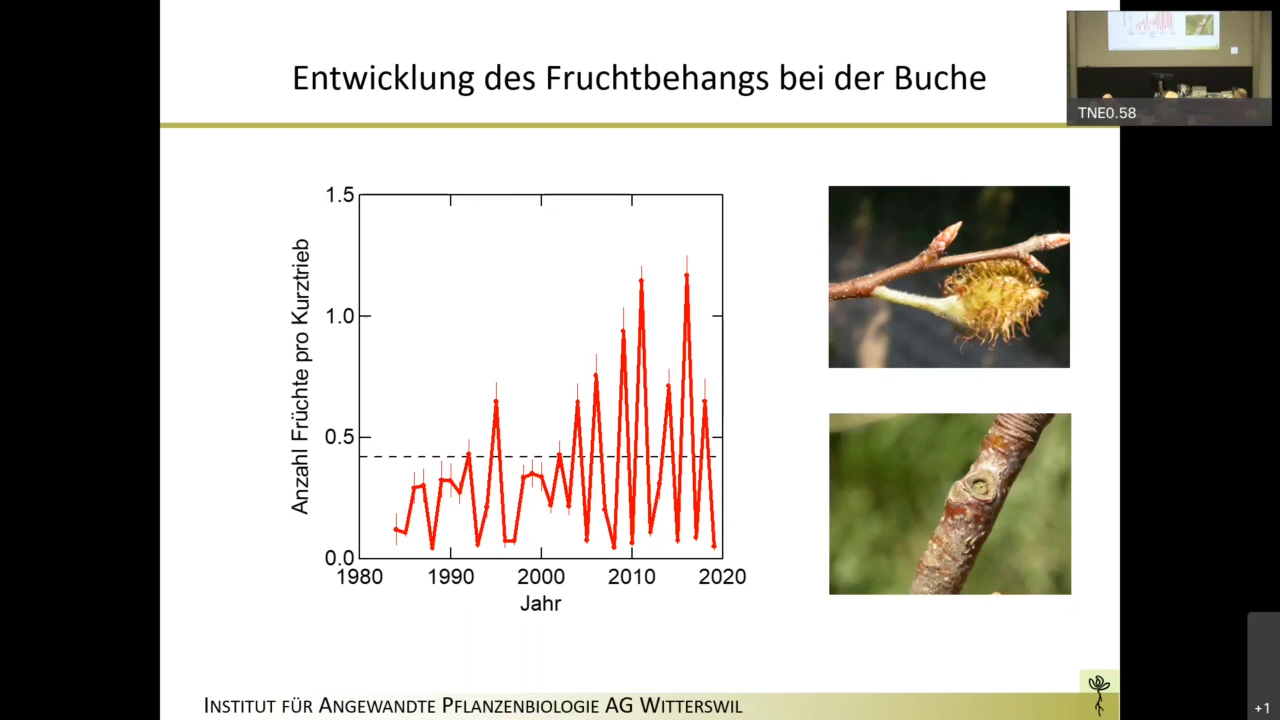 Entwicklung des Fruchtbehangs bei der Buche
TNE0.58
1.5
1.0
0.5
0.0
Anzahl Früchte pro Kurztrieb
1980 1990 2000 2010 2020
Jahr
INSTITUT FÜR ANGEWANDTE PFLANZENBIOLOGIE AG WITTERSWIL
+1